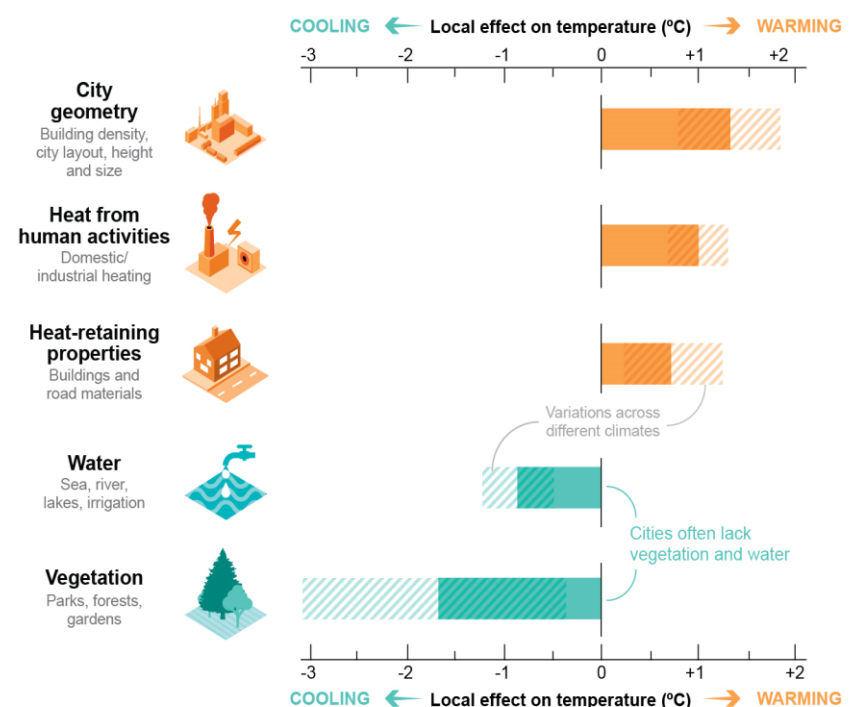 COOLING Local effect on temperature (ºC) WARMING
-3 -2 -1 0 +1 +2
City
geometry
Building density,
city layout, height
and size
Heat from
human activities
Domestic/
industrial heating
Heat-retaining
properties
Buildings and
road materials
Variations across
different climates
Water
Sea, river,
lakes, irrigation
Cities often lack
vegetation and water
Vegetation
Parks, forests,
gardens
-3 -2 -1 0 +1 +2
COOLING Local effect on temperature (ºC) WARMING